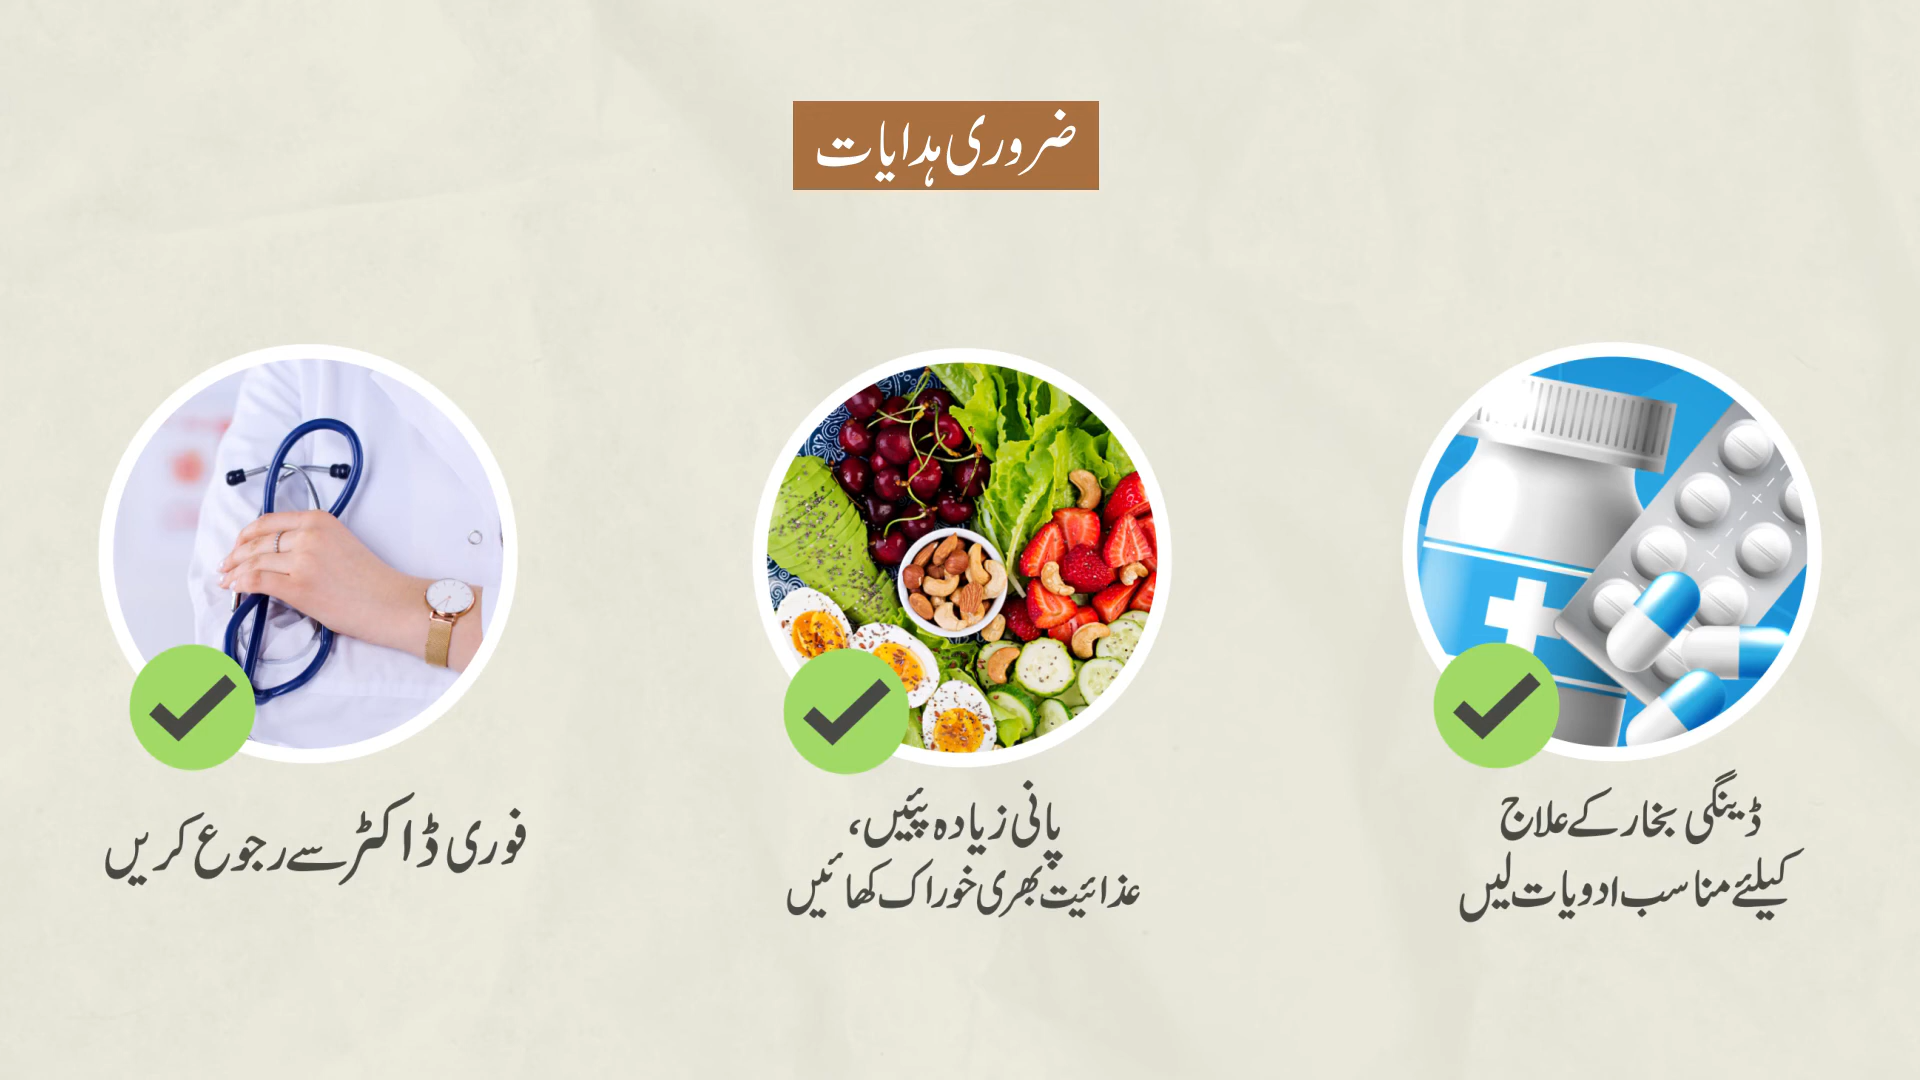 ضروری ہدایات
ڈینگی بخار کے علاج
کیلئے مناسب ادویات لیں
پانی زیادہ پئیں،
غذائیت بھری خوراک کھائیں
فوری ڈاکٹر سے رجوع کریں